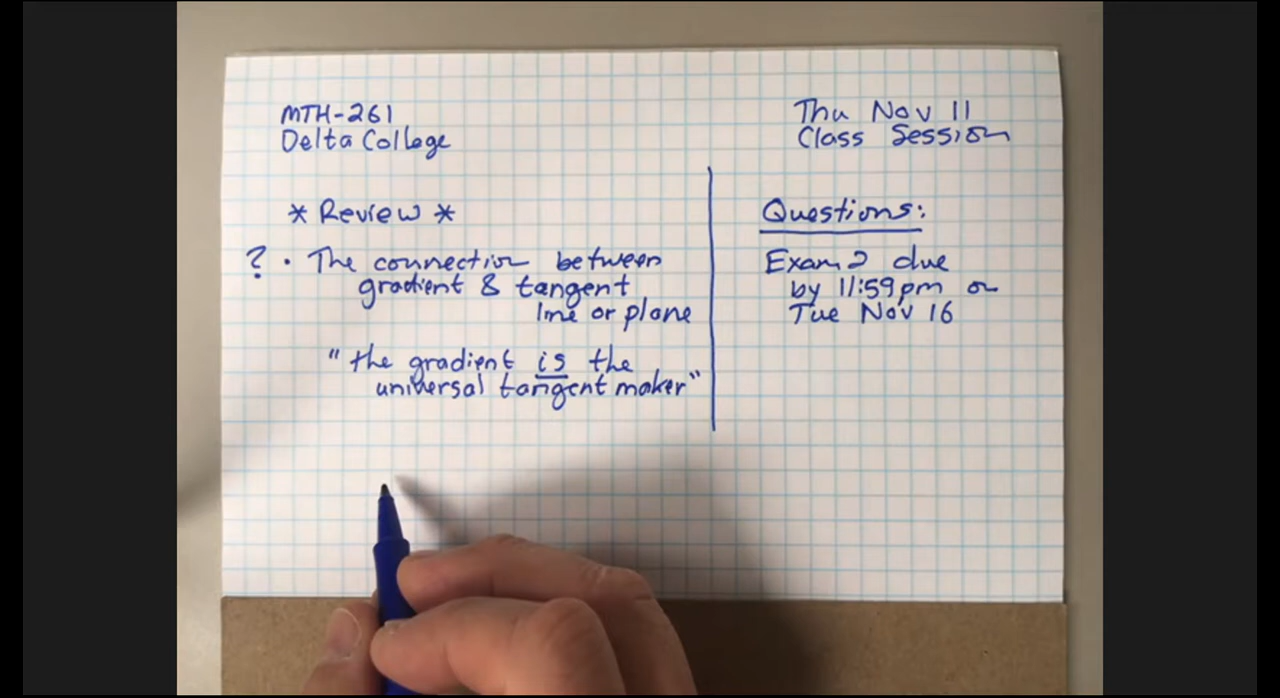 MTH-261
Delta College
Thu Nov 11
Class Session
* Review *
? · The connection between
gradient & tangent
line or plane
"the gradient is the
universal tangent maker"
Questions:
Exam 2 due
by 11:59pm on
Tue Nov 16